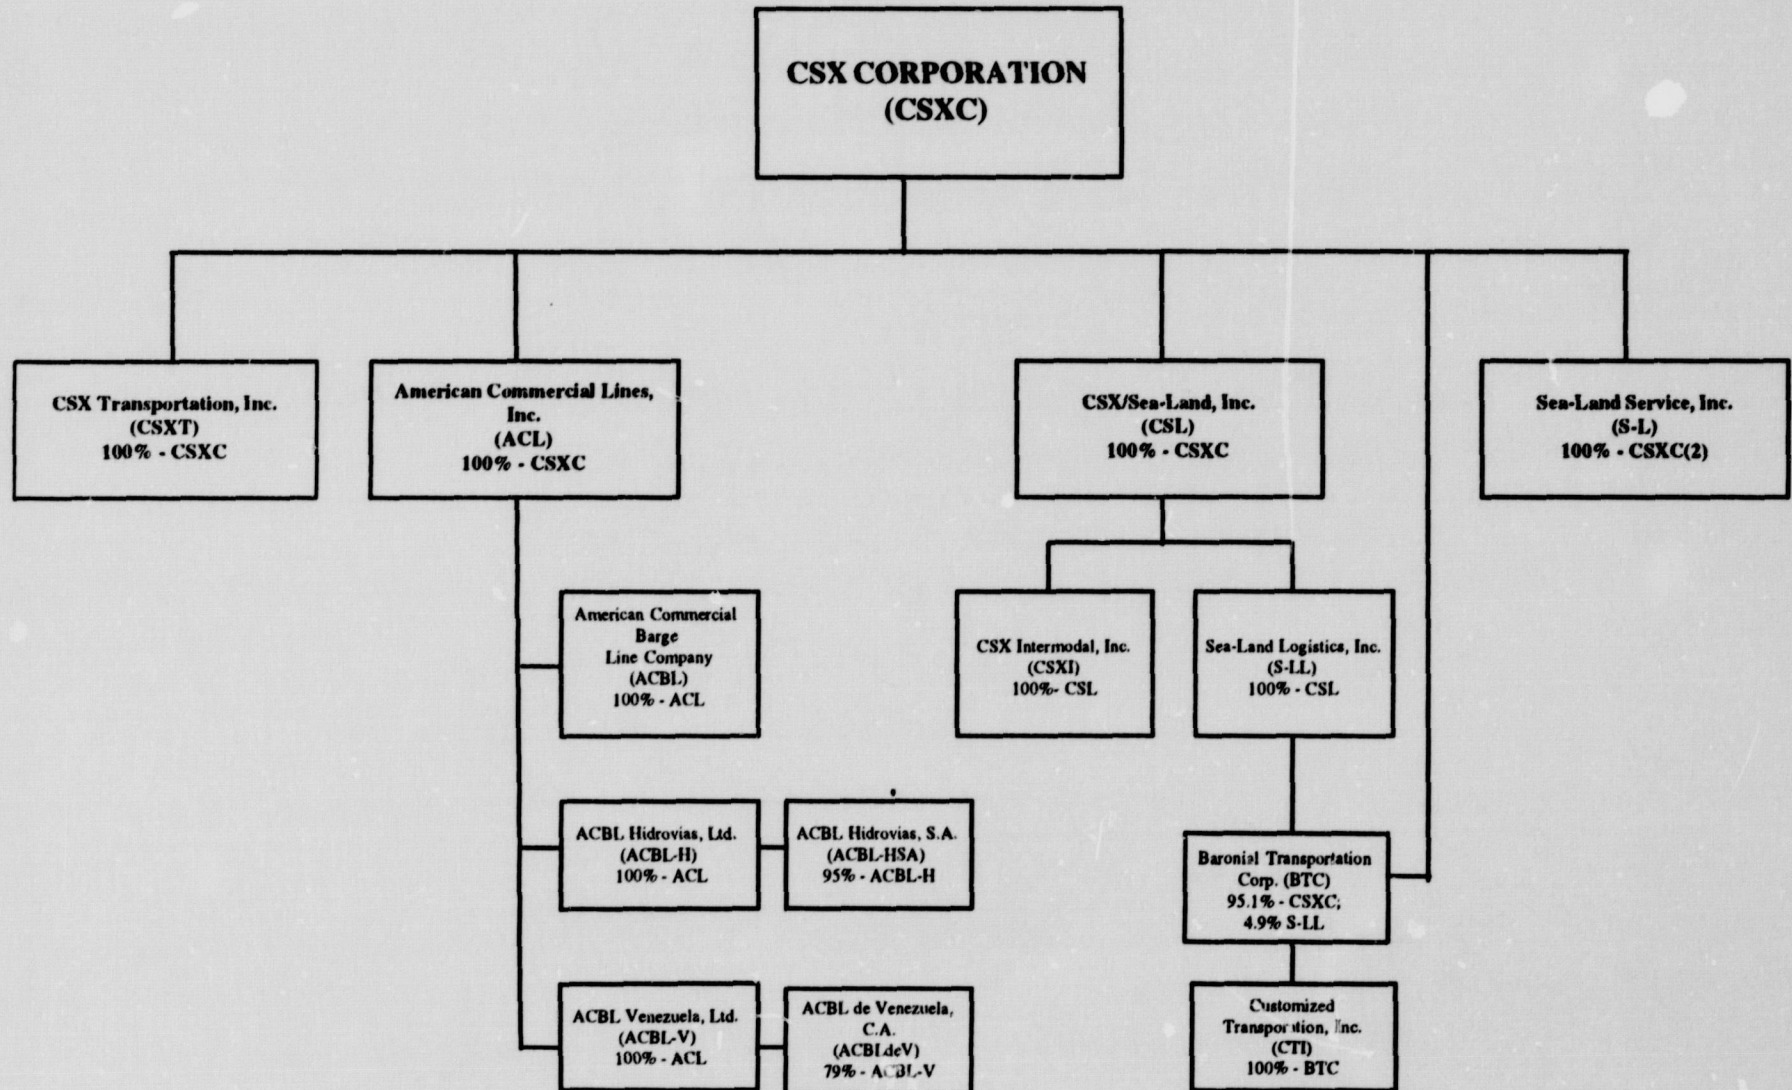 CSX CORPORATION
(CSXC)
CSX Transportation, Inc.
(CSXT)
100% - CSXC
American Commercial Lines,
Inc.
(ACL)
100% - CSXC
CSX/Sea-Land, Inc.
(CSL)
100% - CSXC
Sea-Land Service, Inc.
(S-L)
100% - CSXC(2)
American Commercial
Barge
Line Company
(ACBL)
100% - ACL
CSX Intermodal, Inc.
(CSXI)
100%- CSL
Sea-Land Logistics, Inc.
(S-LL)
100% - CSL
ACBL Hidrovias, Ltd.
(ACBL-H)
100% - ACL
ACBL Hidrovias, S.A.
(ACBL-HSA)
95% - ACBL-H
Baronial Transportation
Corp. (BTC)
95.1% - CSXC;
4.9% S-LL
ACBL Venezuela, Ltd.
(ACBL-V)
100% - ACL
ACBL de Venezuela,
C.A.
(ACBLdeV)
79% - ACBL-V
Customized
Transportation, Inc.
(CTI)
100% - BTC